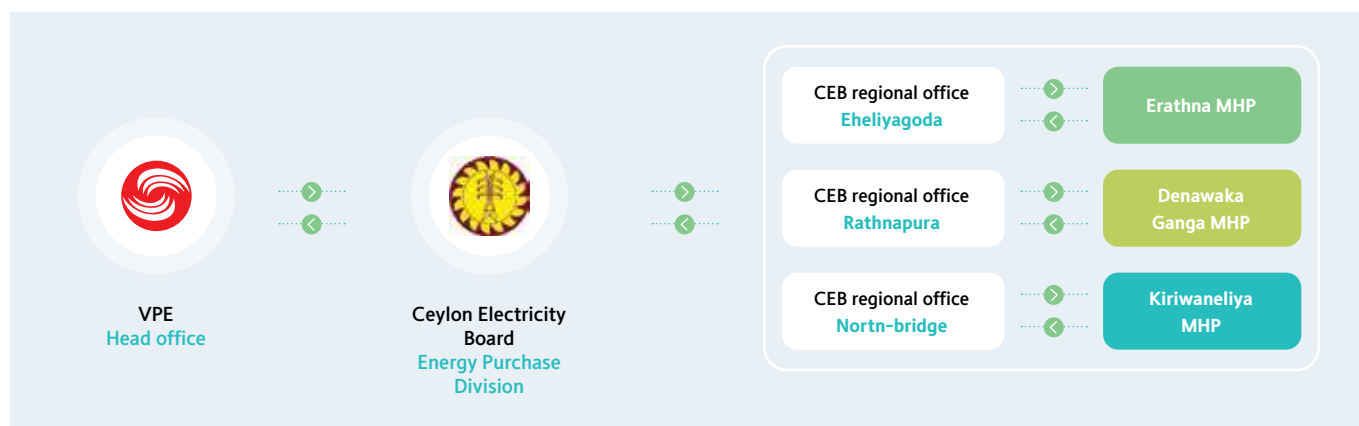 VPE
Head office
Ceylon Electricity
Board
Energy Purchase
Division
CEB regional office
Eheliyagoda
Erathna MHP
CEB regional office
Rathnapura
Denawaka
Ganga MHP
CEB regional office
Nortn-bridge
Kiriwaneliya
MHP